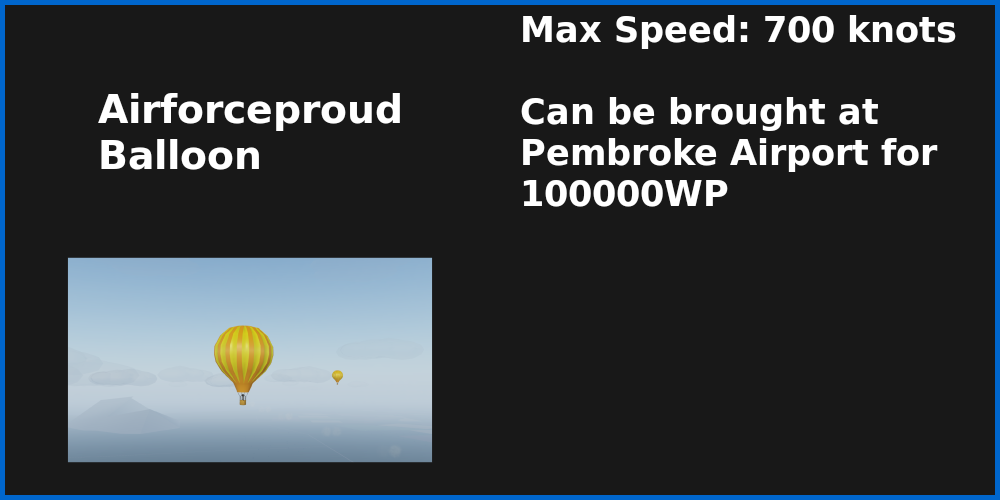 Airforceproud
Balloon
Max Speed: 700 knots
Can be brought at
Pembroke Airport for
100000WP